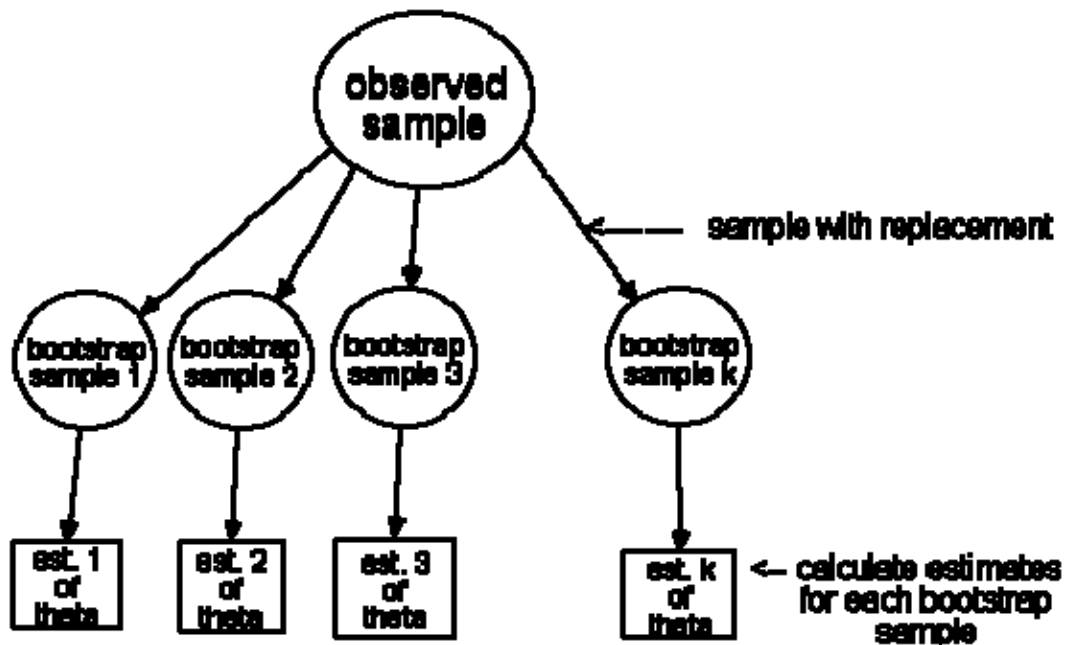 observed
sample
<---- sample with replacement
bootstrap
sample 1
bootstrap
sample 2
bootstrap
sample 3
bootstrap
sample k
est. 1
of
theta
est. 2
of
theta
est. 3
of
theta
est. k
of
theta
<- calculate estimates
for each bootstrap
sample